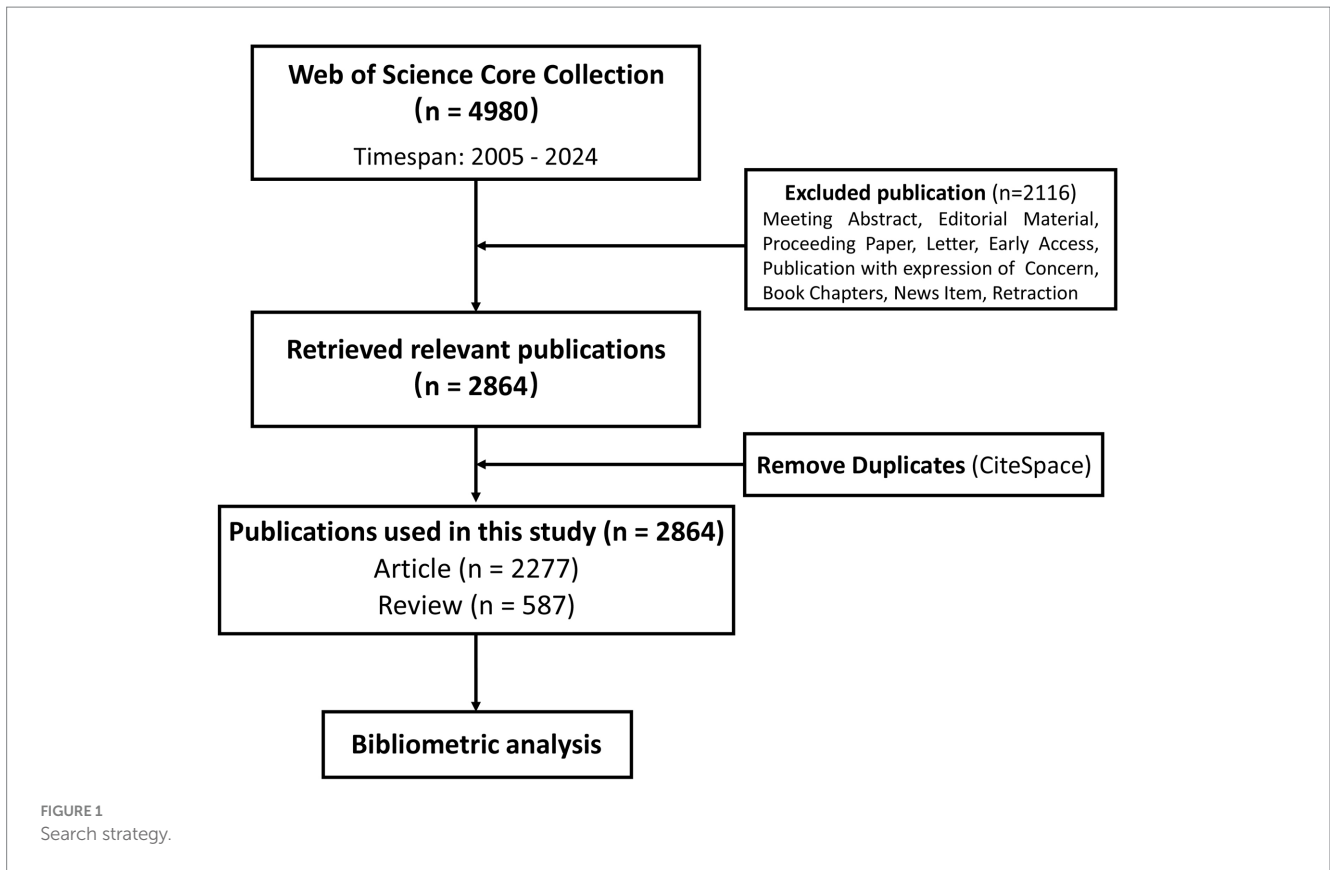 Web of Science Core Collection
(n = 4980)
Timespan: 2005 - 2024
Excluded publication (n=2116)
Meeting Abstract, Editorial Material,
Proceeding Paper, Letter, Early Access,
Publication with expression of Concern,
Book Chapters, News Item, Retraction
Retrieved relevant publications
(n = 2864)
Remove Duplicates (CiteSpace)
Publications used in this study (n = 2864)
Article (n = 2277)
Review (n = 587)
Bibliometric analysis
FIGURE 1
Search strategy.